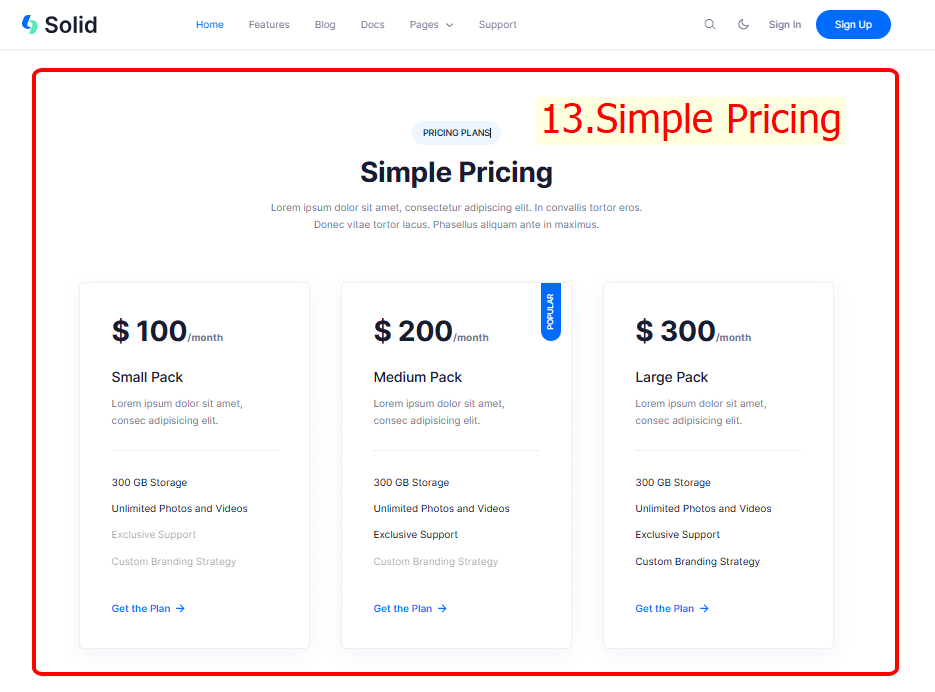 Solid
Home Features Blog Docs Pages Support Sign In Sign Up
13.Simple Pricing
PRICING PLANS
Simple Pricing
Lorem ipsum dolor sit amet, consectetur adipiscing elit. In convallis tortor eros.
Donec vitae tortor lacus. Phasellus aliquam ante in maximus.
$ 100/month
Small Pack
Lorem ipsum dolor sit amet,
consec adipisicing elit.
300 GB Storage
Unlimited Photos and Videos
Exclusive Support
Custom Branding Strategy
Get the Plan →
POPULAR
$ 200/month
Medium Pack
Lorem ipsum dolor sit amet,
consec adipisicing elit.
300 GB Storage
Unlimited Photos and Videos
Exclusive Support
Custom Branding Strategy
Get the Plan →
$ 300/month
Large Pack
Lorem ipsum dolor sit amet,
consec adipisicing elit.
300 GB Storage
Unlimited Photos and Videos
Exclusive Support
Custom Branding Strategy
Get the Plan →